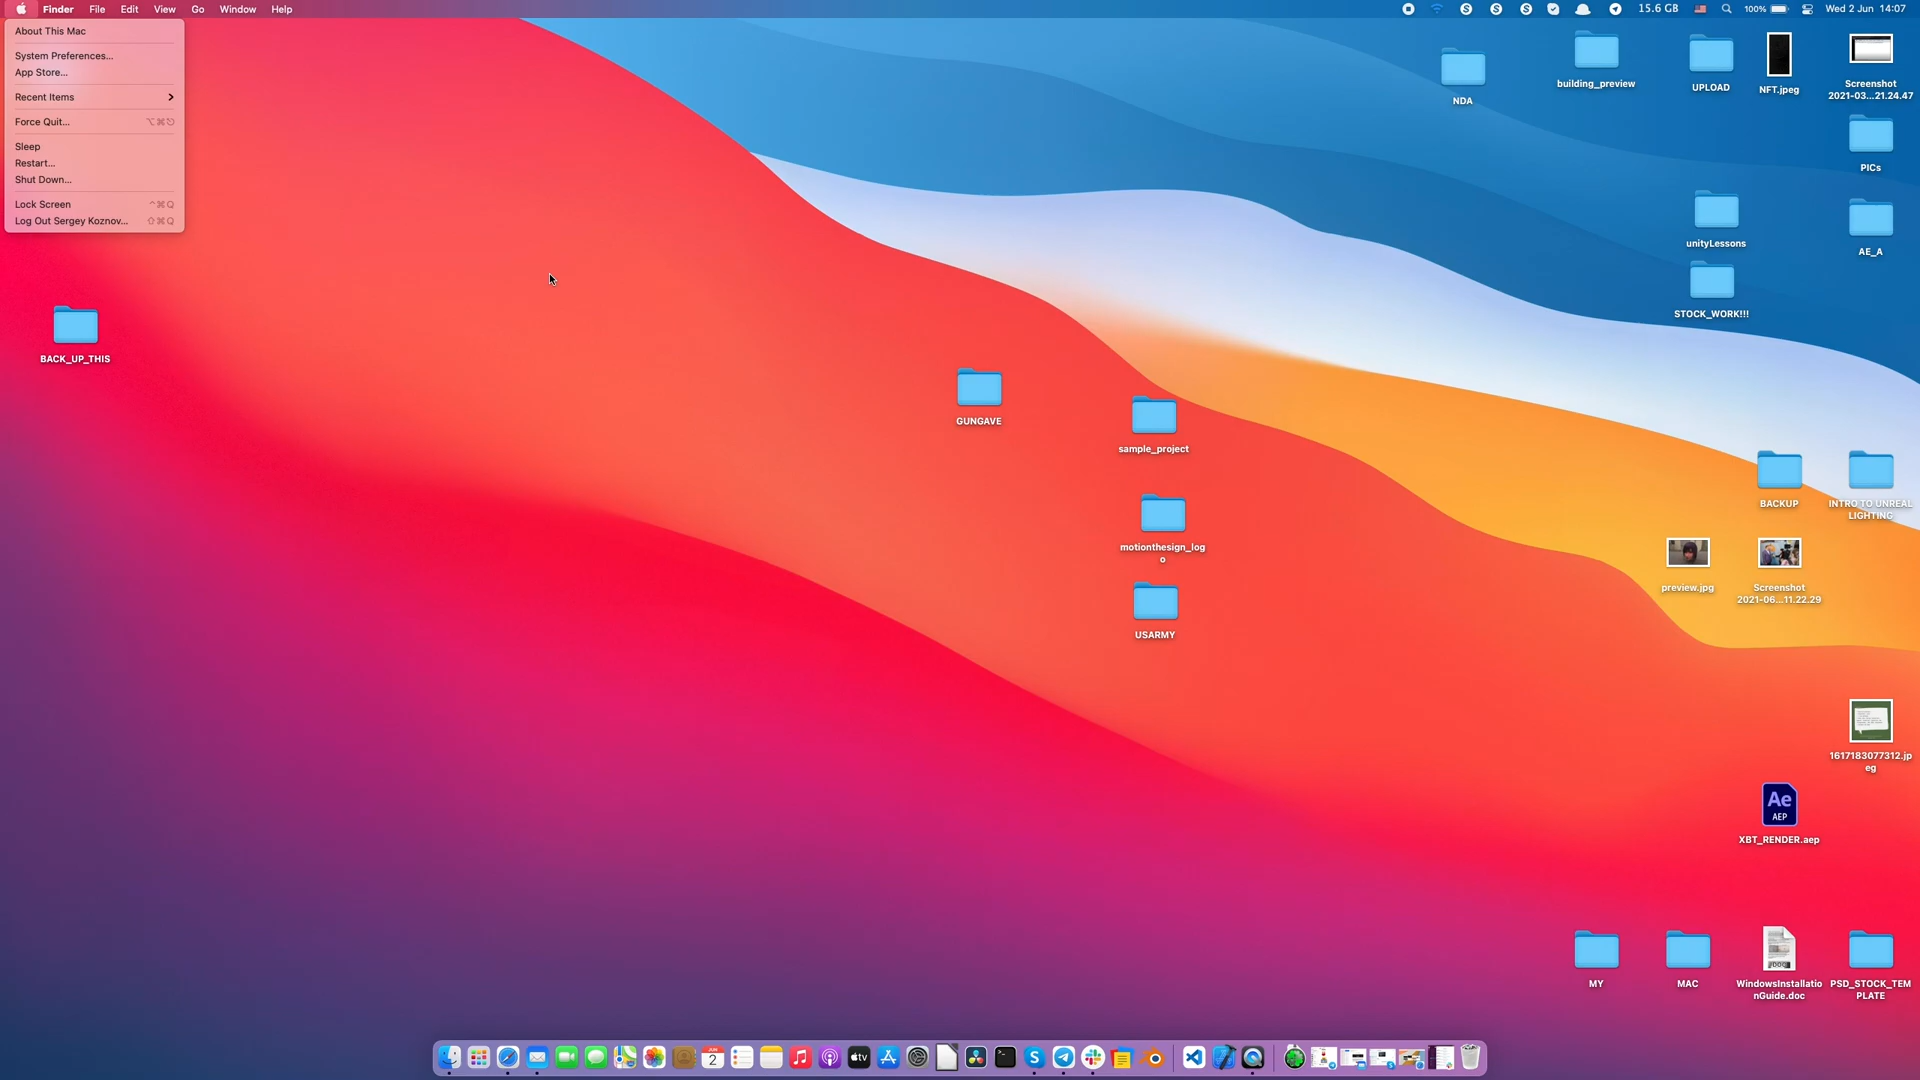 Finder File Edit View Go Window Help
15.6 GB 100% Wed 2 Jun 14:07
About This Mac
System Preferences...
App Store...
Recent Items
Force Quit... ⌥⌘⎋
Sleep
Restart...
Shut Down...
Lock Screen ^⌘Q
Log Out Sergey Koznov... ⇧⌘Q
NDA
building_preview
UPLOAD
NFT.jpeg
Screenshot
2021-03...21.24.47
PICs
unityLessons
AE_A
STOCK_WORK!!!
BACK_UP_THIS
GUNGAVE
sample_project
motionthesign_log
o
USARMY
BACKUP
INTRO TO UNREAL
LIGHTING
preview.jpg
Screenshot
2021-06...11.22.29
1617183077312.jp
eg
Ae
AEP
XBT_RENDER.aep
MY
MAC
WindowsInstallatio
nGuide.doc
PSD_STOCK_TEM
PLATE
JUN
2
tv